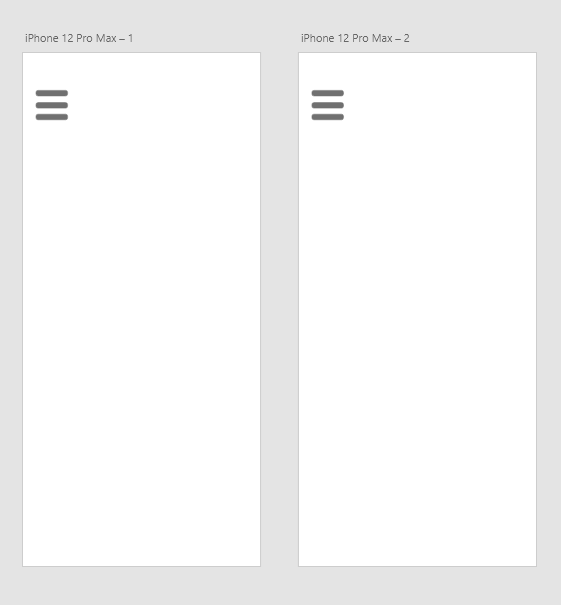 iPhone 12 Pro Max – 1
iPhone 12 Pro Max – 2